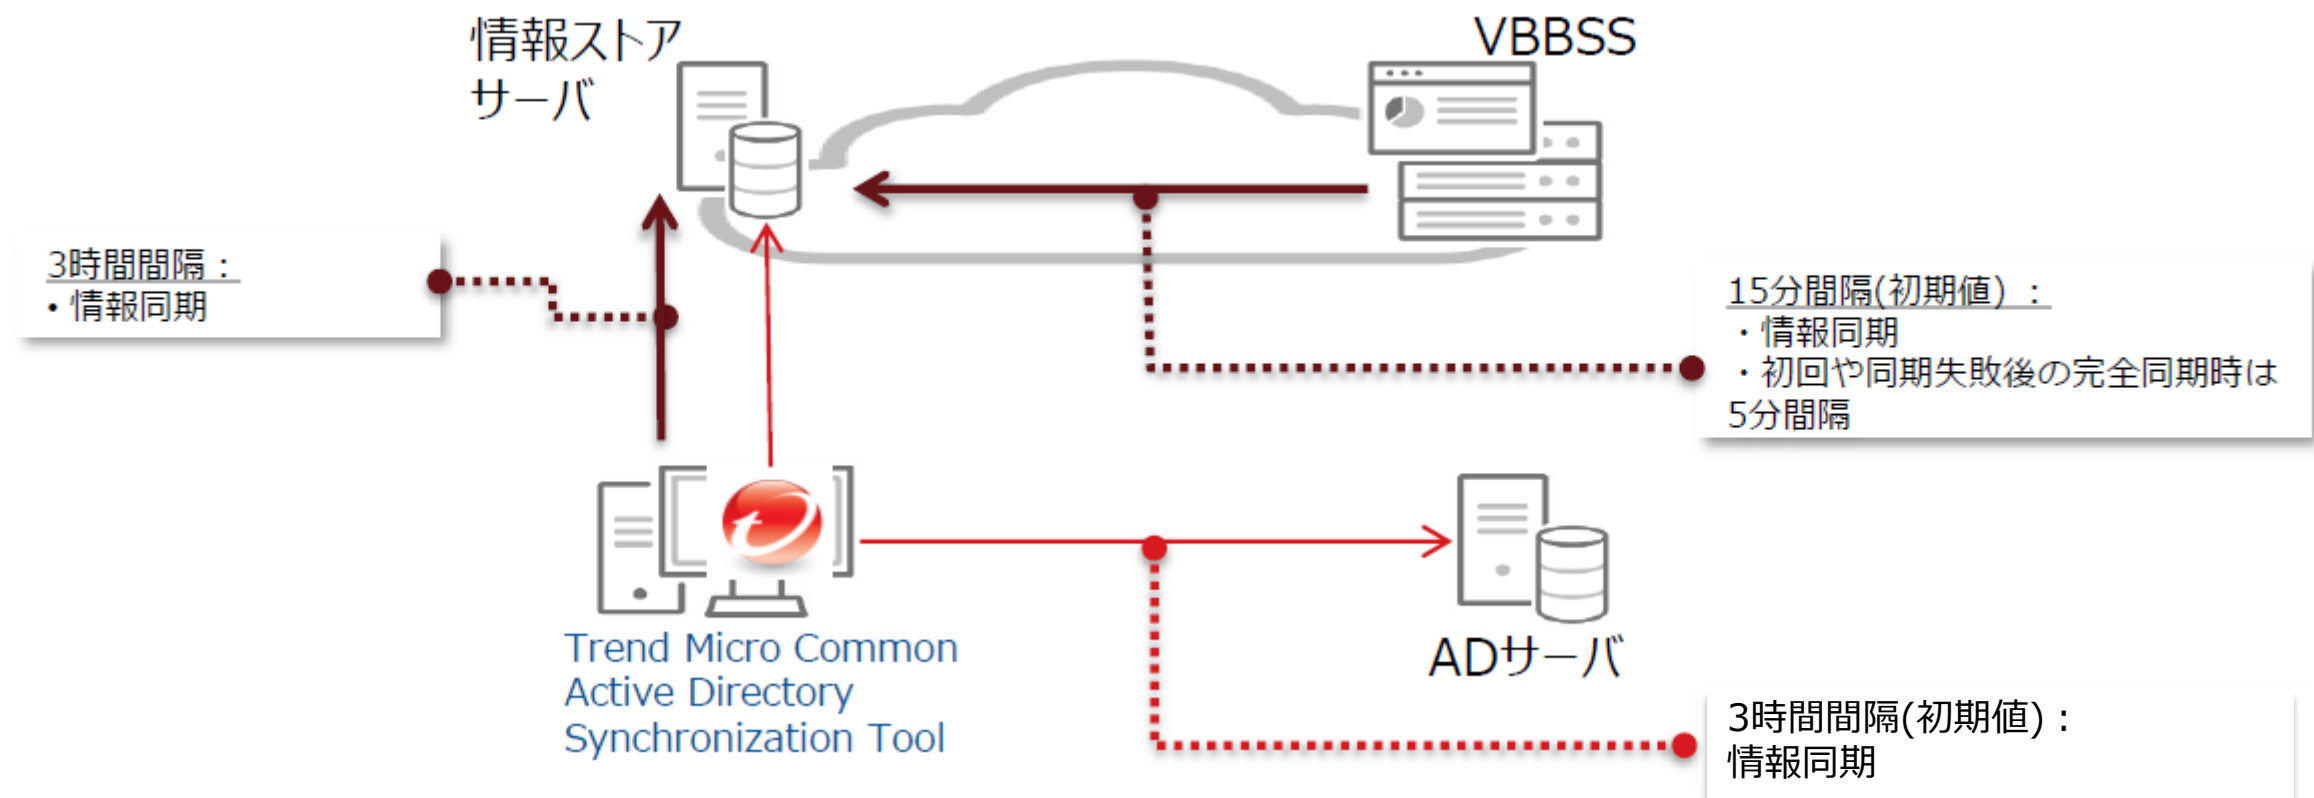 情報ストア
サーバ
VBBSS
3時間間隔：
・情報同期
15分間隔(初期値) ：
・情報同期
・初回や同期失敗後の完全同期時は
5分間隔
Trend Micro Common
Active Directory
Synchronization Tool
ADサーバ
3時間間隔(初期値)：
情報同期